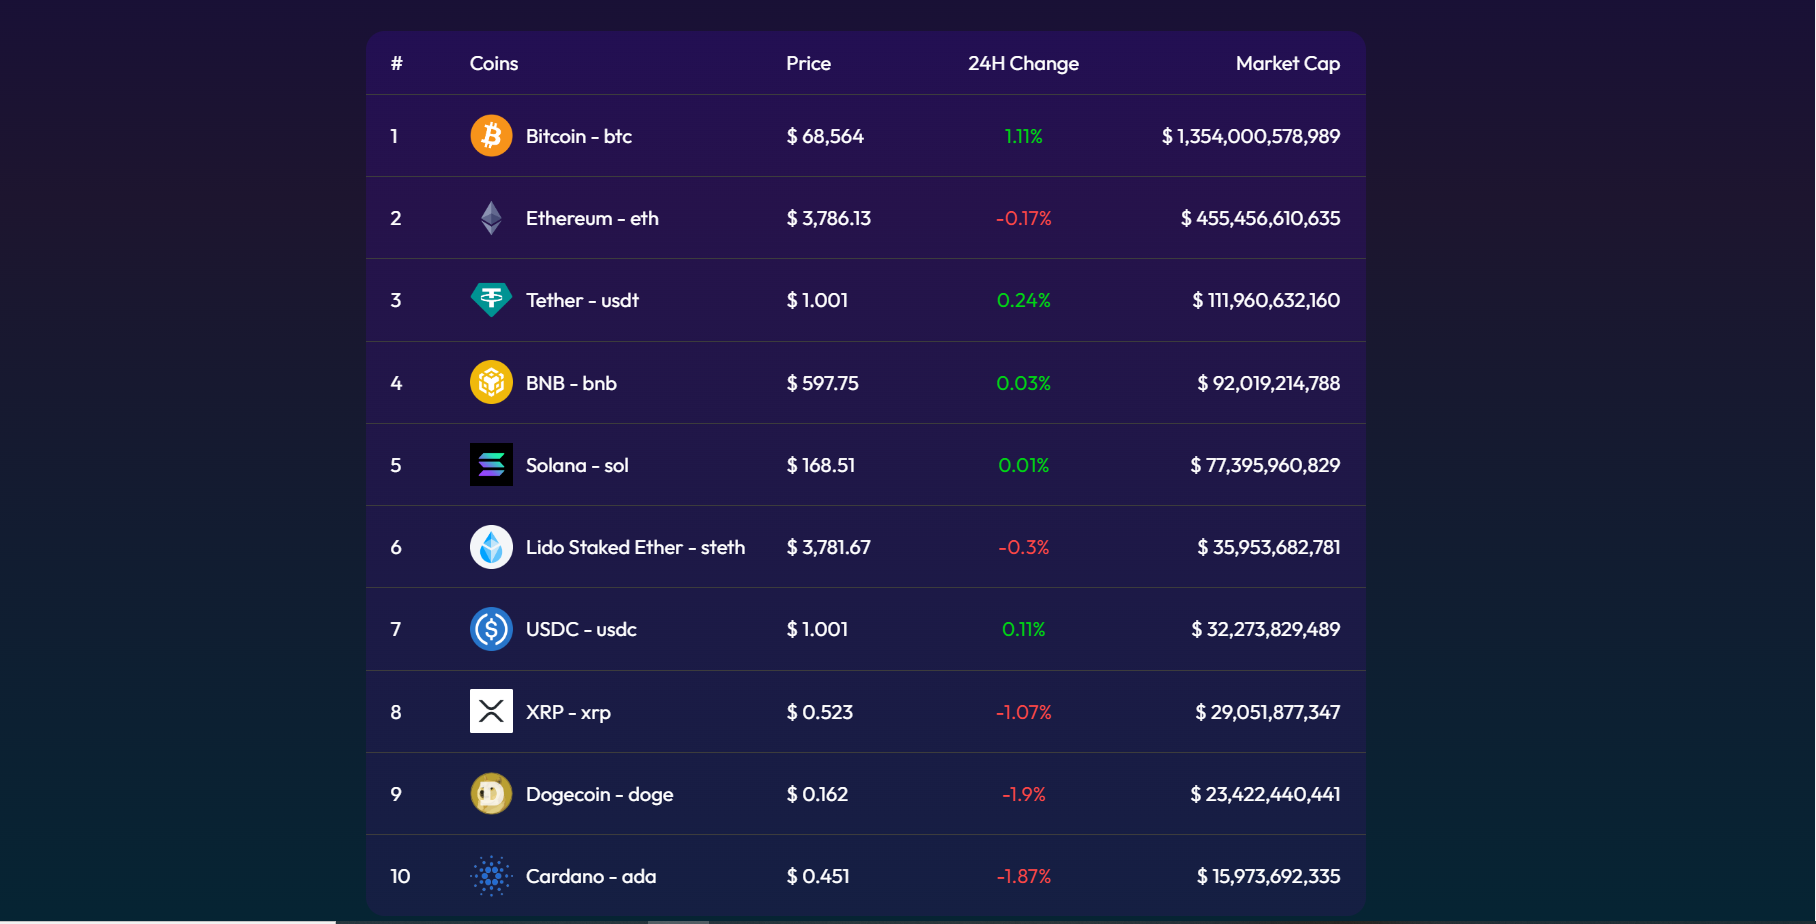 # Coins Price 24H Change Market Cap
1 Bitcoin - btc $ 68,564 1.11% $ 1,354,000,578,989
2 Ethereum - eth $ 3,786.13 -0.17% $ 455,456,610,635
3 Tether - usdt $ 1.001 0.24% $ 111,960,632,160
4 BNB - bnb $ 597.75 0.03% $ 92,019,214,788
5 Solana - sol $ 168.51 0.01% $ 77,395,960,829
6 Lido Staked Ether - steth $ 3,781.67 -0.3% $ 35,953,682,781
7 USDC - usdc $ 1.001 0.11% $ 32,273,829,489
8 XRP - xrp $ 0.523 -1.07% $ 29,051,877,347
9 Dogecoin - doge $ 0.162 -1.9% $ 23,422,440,441
10 Cardano - ada $ 0.451 -1.87% $ 15,973,692,335